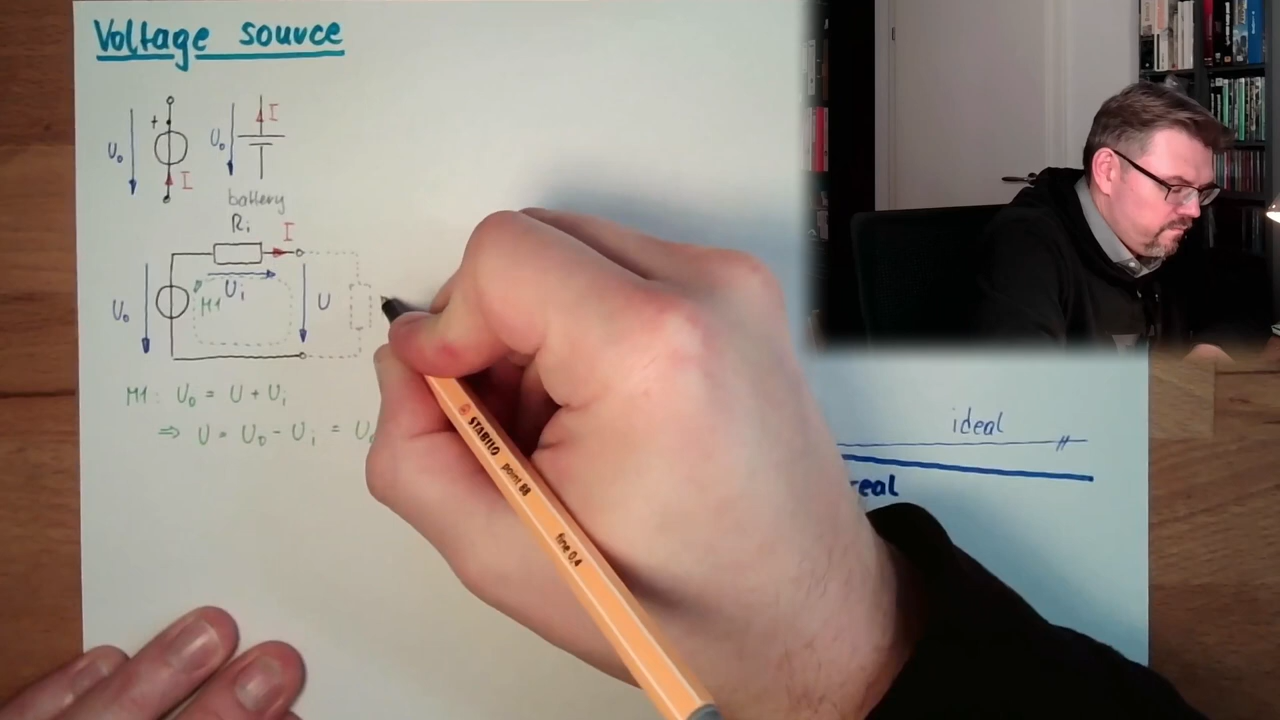 Voltage source
U₀ + I U₀ I
battery
Rᵢ I
U₀ M1 Uᵢ U
M1: U₀ = U + Uᵢ
⇒ U = U₀ - Uᵢ = U₀
ideal
real
STABILO point 88 fine 0,4